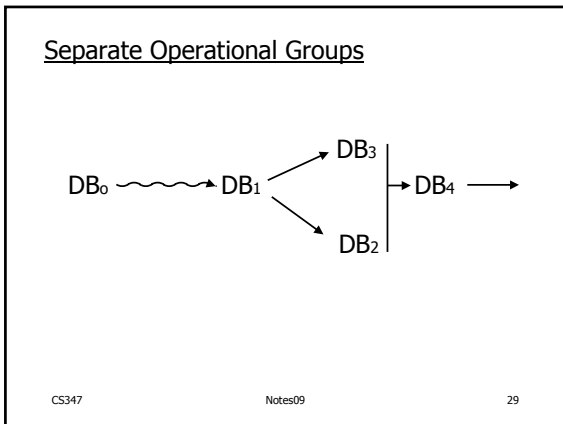 Separate Operational Groups
DB3
DB0 DB1 DB4
DB2
CS347 Notes09 29